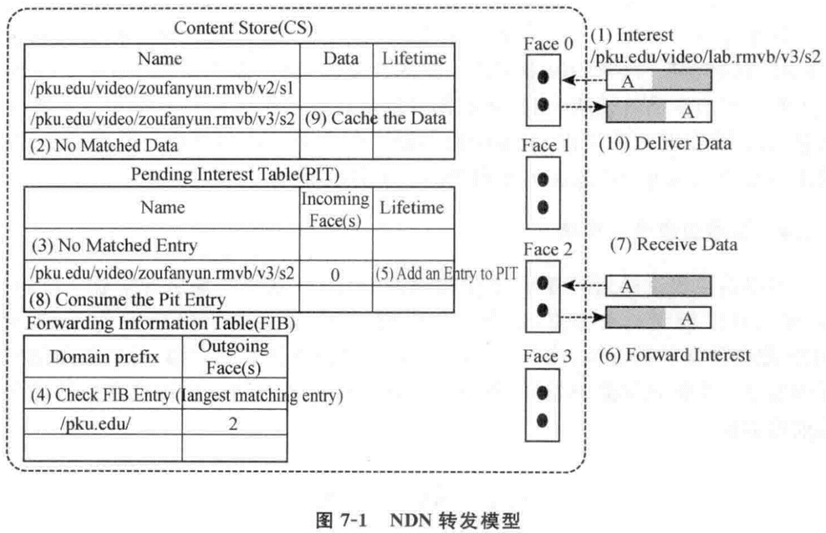 Content Store(CS)
Name Data Lifetime
/pku.edu/video/zoufanyun.rmvb/v2/s1
/pku.edu/video/zoufanyun.rmvb/v3/s2 (9) Cache the Data
(2) No Matched Data
Pending Interest Table(PIT)
Name Incoming Face(s) Lifetime
(3) No Matched Entry
/pku.edu/video/zoufanyun.rmvb/v3/s2 0 (5) Add an Entry to PIT
(8) Consume the Pit Entry
Forwarding Information Table(FIB)
Domain prefix Outgoing Face(s)
(4) Check FIB Entry (langest matching entry)
/pku.edu/ 2
Face 0
(1) Interest
/pku.edu/video/lab.rmvb/v3/s2
A
A
(10) Deliver Data
Face 1
Face 2
(7) Receive Data
A
A
(6) Forward Interest
Face 3
图 7-1 NDN 转发模型